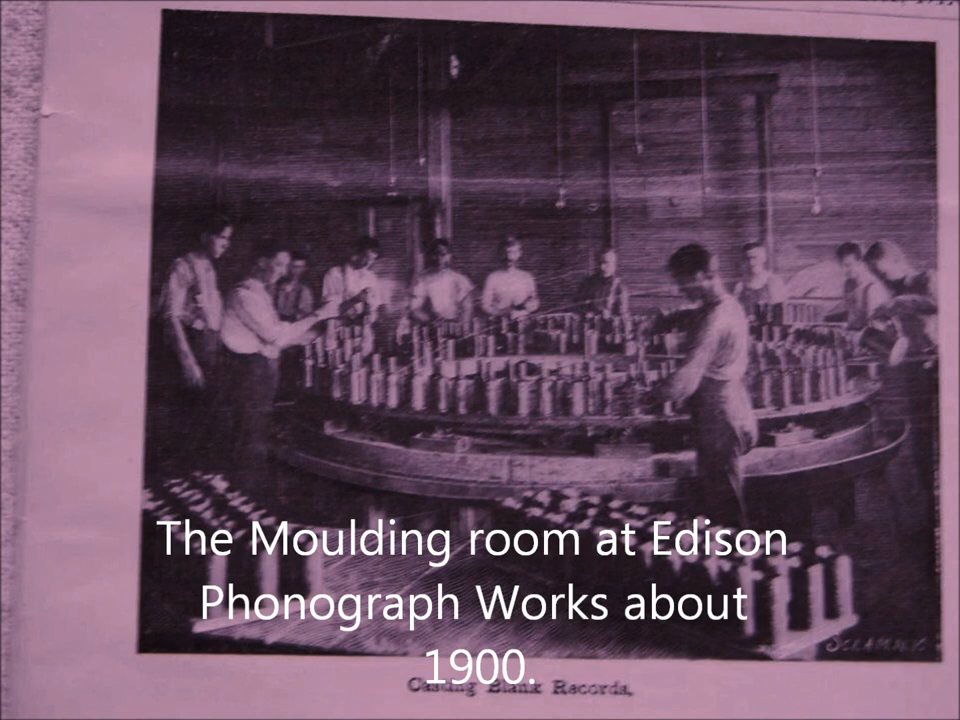 The Moulding room at Edison
Phonograph Works about
1900.
Casting Blank Records,